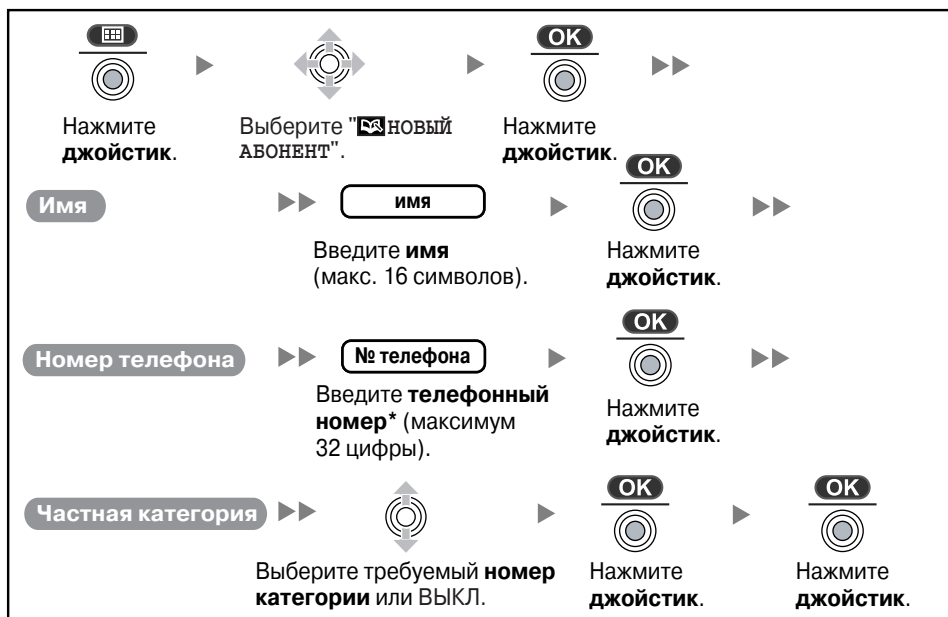 OK
Нажмите
джойстик.
Выберите "НОВЫЙ
АБОНЕНТ".
Нажмите
джойстик.
Имя
имя
OK
Введите имя
(макс. 16 символов).
Нажмите
джойстик.
Номер телефона
№ телефона
OK
Введите телефонный
номер* (максимум
32 цифры).
Нажмите
джойстик.
Частная категория
OK
OK
Выберите требуемый номер
категории или ВЫКЛ.
Нажмите
джойстик.
Нажмите
джойстик.